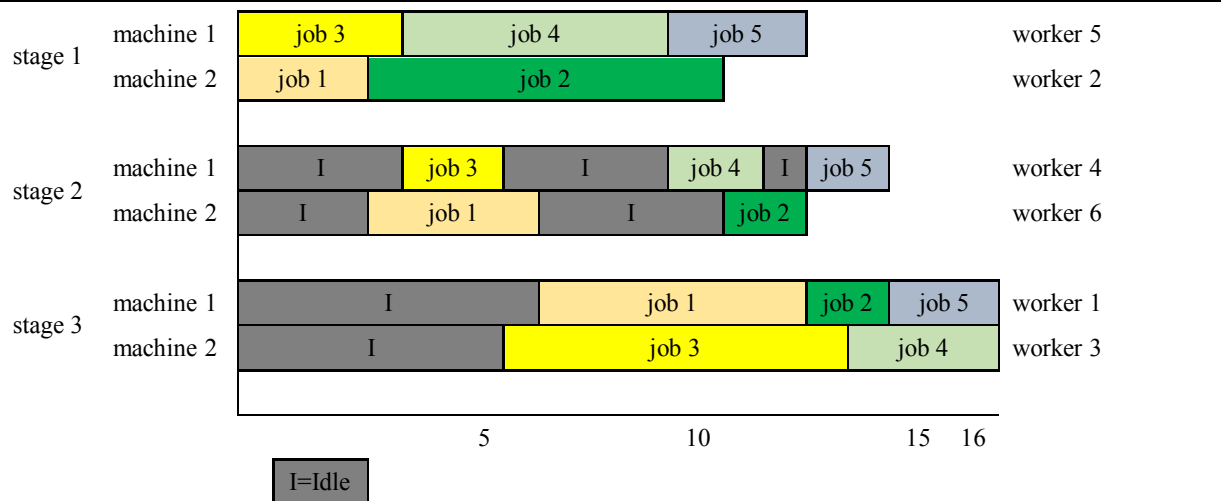 stage 1
machine 1 job 3 job 4 job 5 worker 5
machine 2 job 1 job 2 worker 2
stage 2
machine 1 I job 3 I job 4 I job 5 worker 4
machine 2 I job 1 I job 2 worker 6
stage 3
machine 1 I job 1 job 2 job 5 worker 1
machine 2 I job 3 job 4 worker 3
5 10 15 16
I=Idle